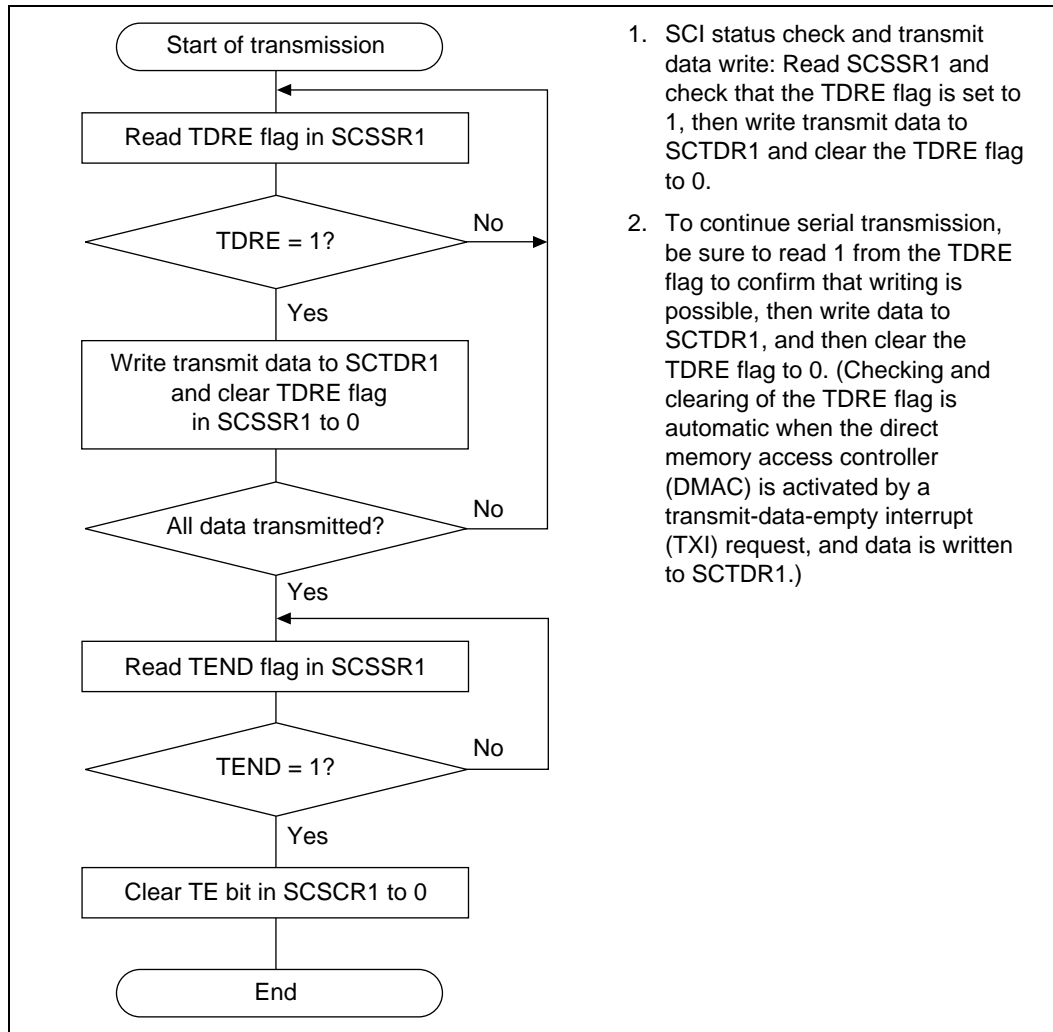 Start of transmission
Read TDRE flag in SCSSR1
TDRE = 1?
No
Yes
Write transmit data to SCTDR1
and clear TDRE flag
in SCSSR1 to 0
All data transmitted?
No
Yes
Read TEND flag in SCSSR1
TEND = 1?
No
Yes
Clear TE bit in SCSCR1 to 0
End
1. SCI status check and transmit
data write: Read SCSSR1 and
check that the TDRE flag is set to
1, then write transmit data to
SCTDR1 and clear the TDRE flag
to 0.
2. To continue serial transmission,
be sure to read 1 from the TDRE
flag to confirm that writing is
possible, then write data to
SCTDR1, and then clear the
TDRE flag to 0. (Checking and
clearing of the TDRE flag is
automatic when the direct
memory access controller
(DMAC) is activated by a
transmit-data-empty interrupt
(TXI) request, and data is written
to SCTDR1.)